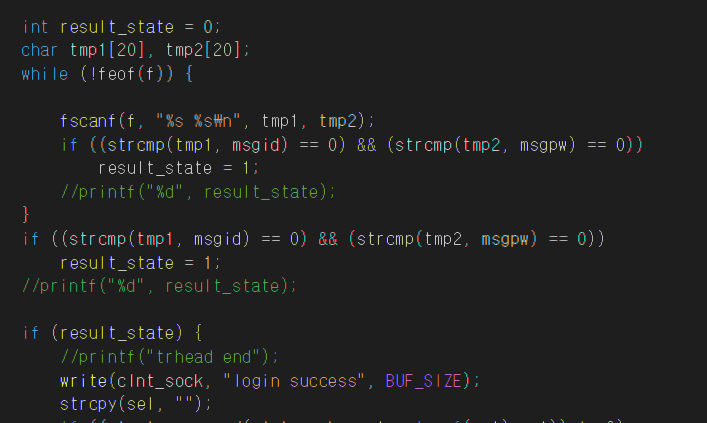 int result_state = 0;
char tmp1[20], tmp2[20];
while (!feof(f)) {
fscanf(f, "%s %s₩n", tmp1, tmp2);
if ((strcmp(tmp1, msgid) == 0) && (strcmp(tmp2, msgpw) == 0))
result_state = 1;
//printf("%d", result_state);
}
if ((strcmp(tmp1, msgid) == 0) && (strcmp(tmp2, msgpw) == 0))
result_state = 1;
//printf("%d", result_state);
if (result_state) {
//printf("trhead end");
write(clnt_sock, "login success", BUF_SIZE);
strcpy(sel, "");